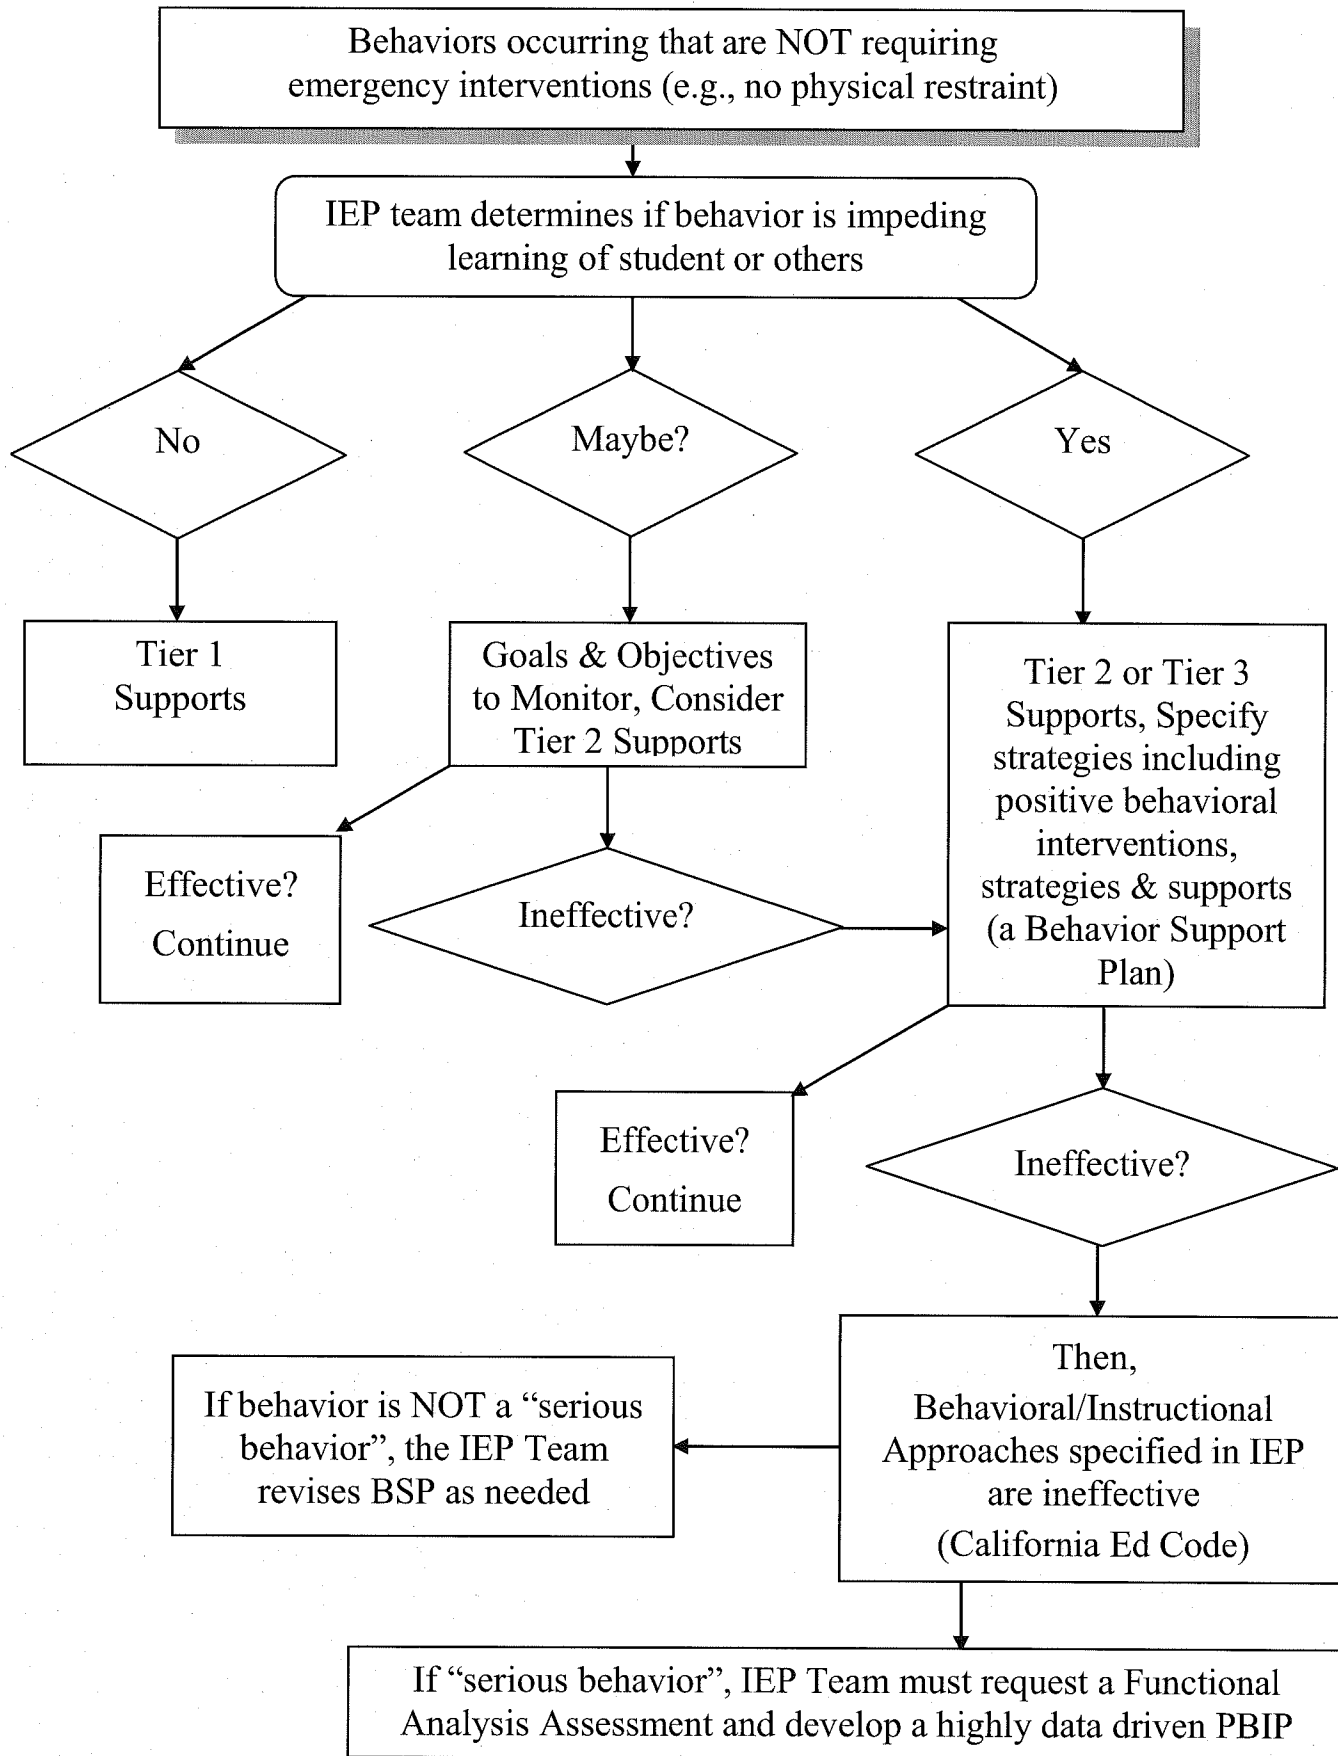 Behaviors occurring that are NOT requiring
emergency interventions (e.g., no physical restraint)
IEP team determines if behavior is impeding
learning of student or others
No
Maybe?
Yes
Tier 1
Supports
Goals & Objectives
to Monitor, Consider
Tier 2 Supports
Tier 2 or Tier 3
Supports, Specify
strategies including
positive behavioral
interventions,
strategies & supports
(a Behavior Support
Plan)
Effective?
Continue
Ineffective?
Effective?
Continue
Ineffective?
Then,
Behavioral/Instructional
Approaches specified in IEP
are ineffective
(California Ed Code)
If behavior is NOT a “serious
behavior”, the IEP Team
revises BSP as needed
If “serious behavior”, IEP Team must request a Functional
Analysis Assessment and develop a highly data driven PBIP